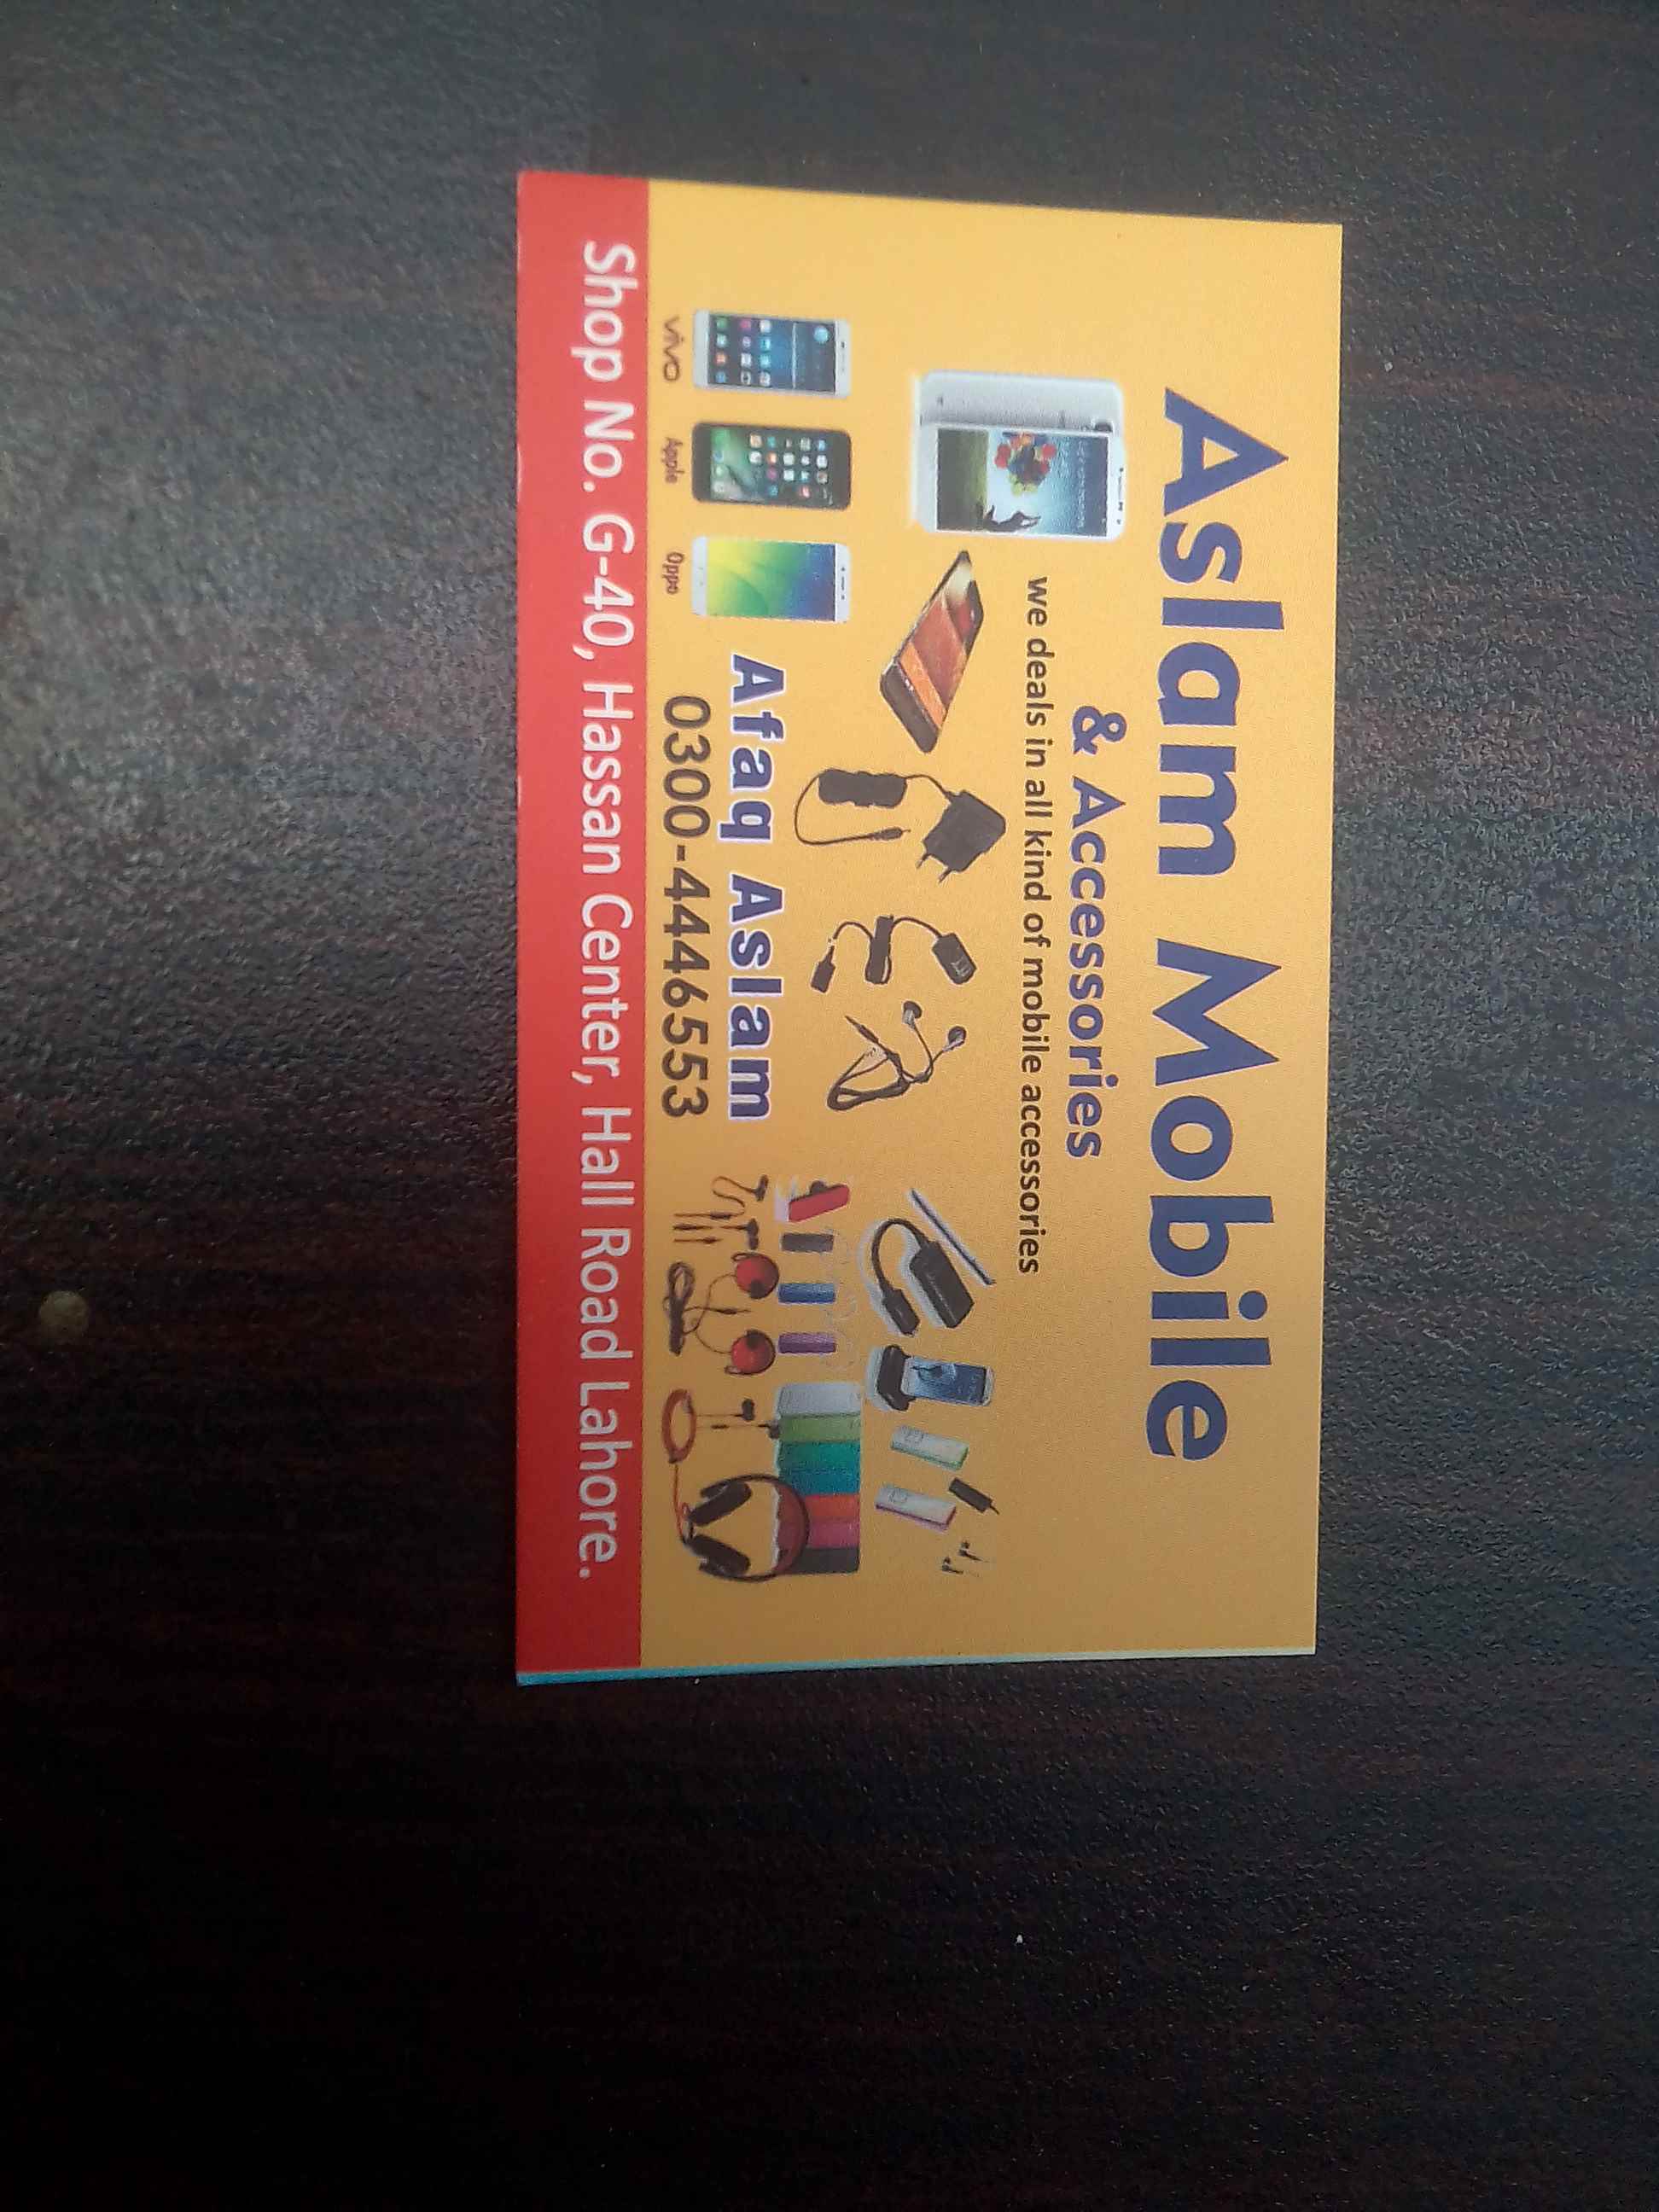 Aslam Mobile
& Accessories
we deals in all kind of mobile accessories
vivo
Apple
Oppo
Afaq Aslam
0300-4446553
Shop No. G-40, Hassan Center, Hall Road Lahore.